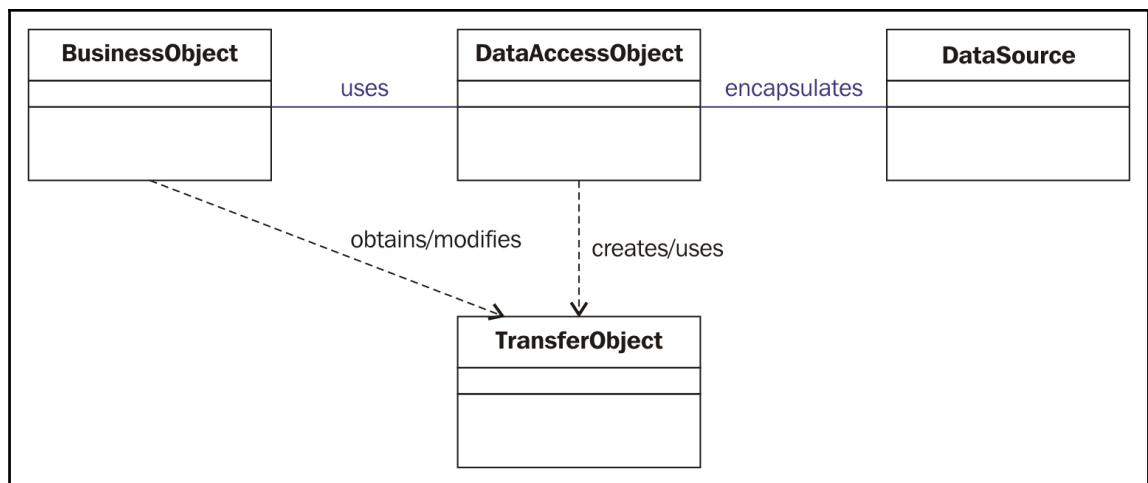 BusinessObject
DataAccessObject
DataSource
uses
encapsulates
obtains/modifies
creates/uses
TransferObject